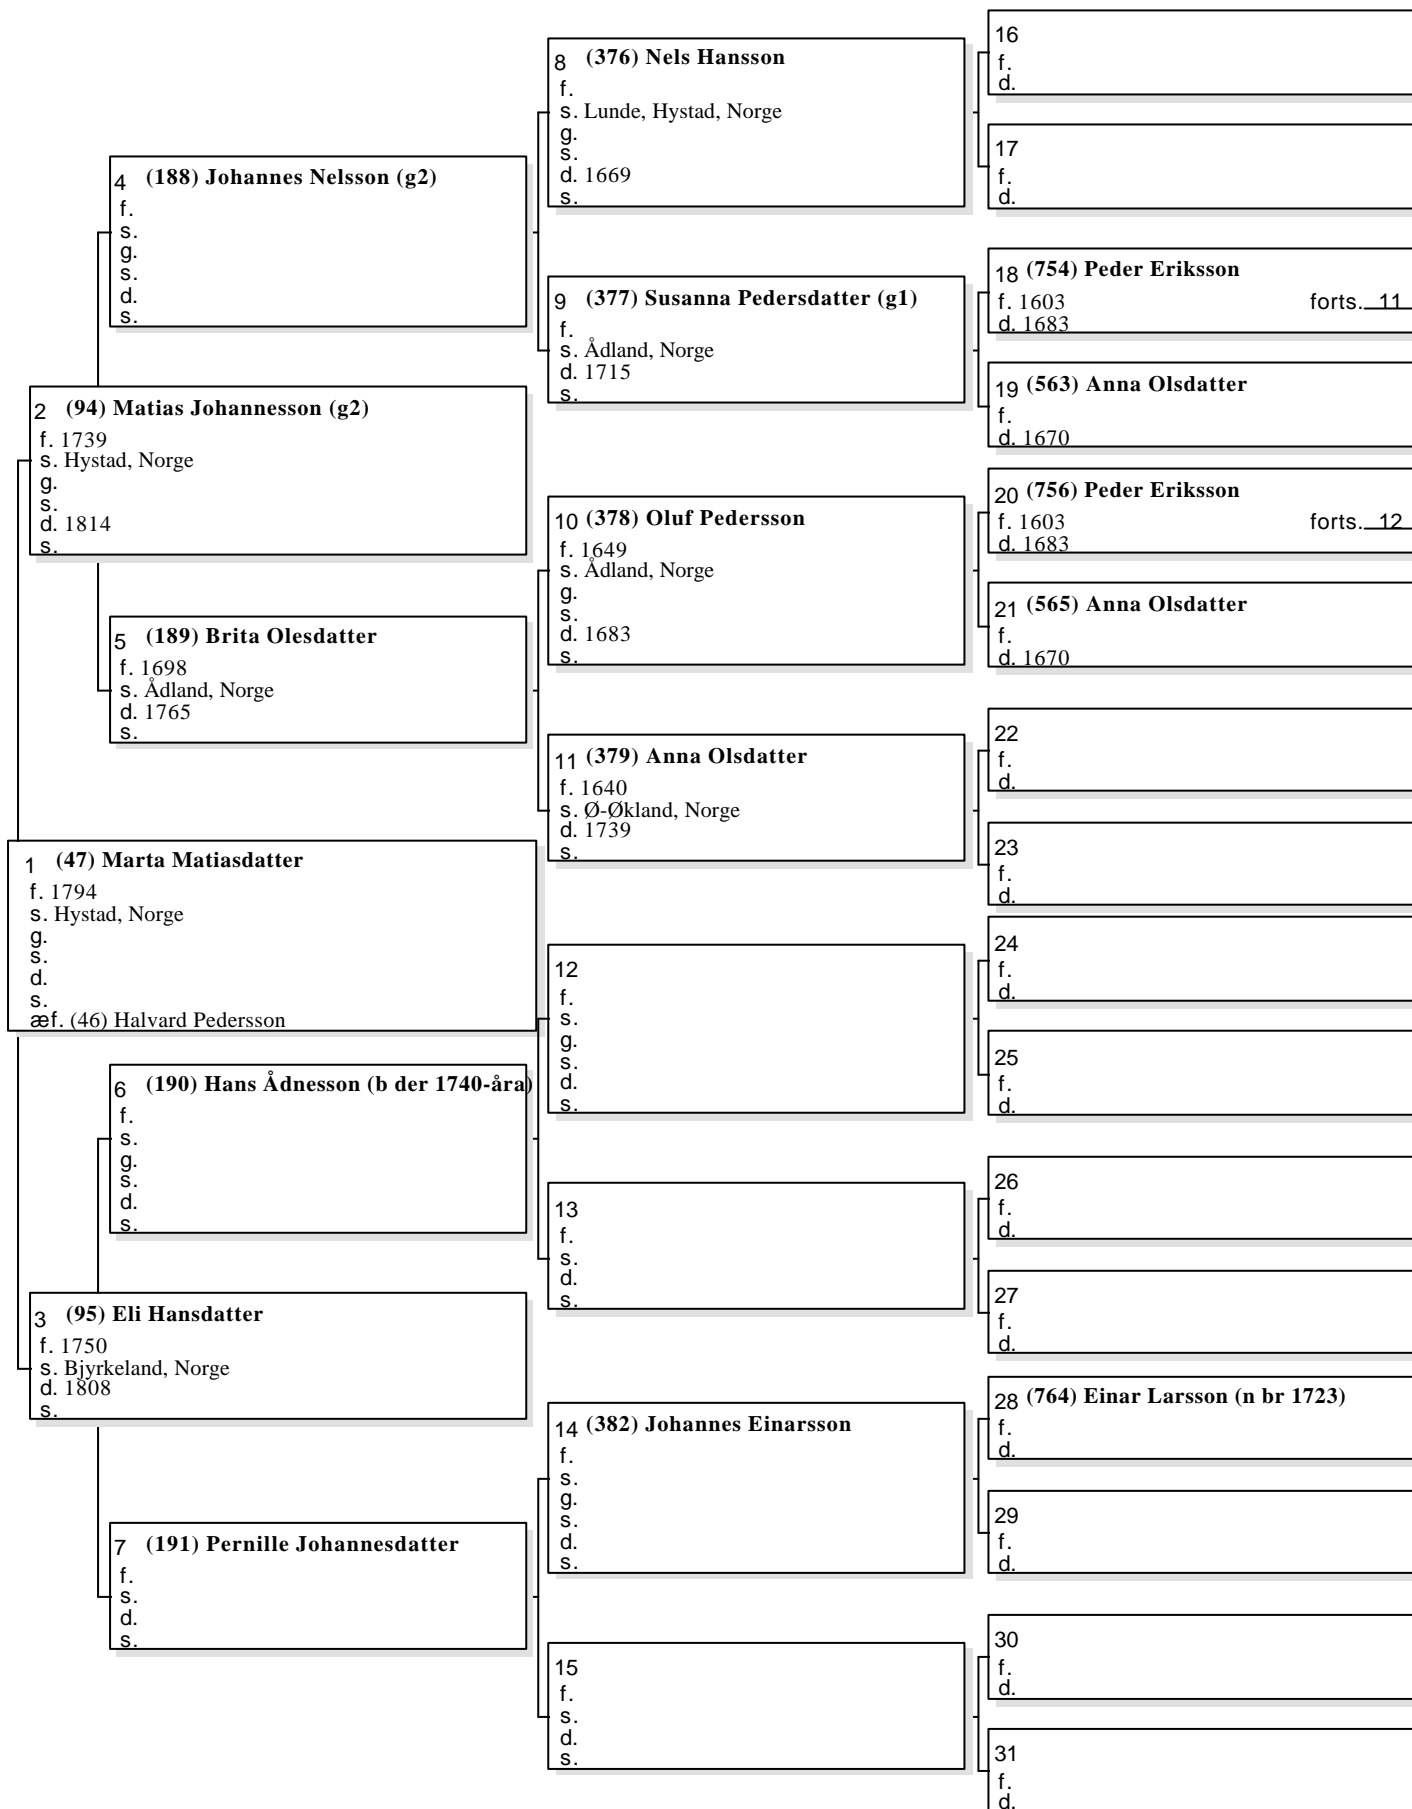 16
f.
d.
17
f.
d.
8 (376) Nels Hansson
f.
s. Lunde, Hystad, Norge
g.
s.
d. 1669
s.
4 (188) Johannes Nelsson (g2)
f.
s.
g.
s.
d.
s.
18 (754) Peder Eriksson
f. 1603 forts. 11
d. 1683
9 (377) Susanna Pedersdatter (g1)
f.
s. Ådland, Norge
d. 1715
s.
19 (563) Anna Olsdatter
f.
d. 1670
2 (94) Matias Johannesson (g2)
f. 1739
s. Hystad, Norge
g.
s.
d. 1814
s.
20 (756) Peder Eriksson
f. 1603 forts. 12
d. 1683
10 (378) Oluf Pedersson
f. 1649
s. Ådland, Norge
g.
s.
d. 1683
s.
21 (565) Anna Olsdatter
f.
d. 1670
5 (189) Brita Olesdatter
f. 1698
s. Ådland, Norge
d. 1765
s.
22
f.
d.
11 (379) Anna Olsdatter
f. 1640
s. Ø-Økland, Norge
d. 1739
s.
23
f.
d.
1 (47) Marta Matiasdatter
f. 1794
s. Hystad, Norge
g.
s.
d.
s.
æf. (46) Halvard Pedersson
24
f.
d.
12
f.
s.
g.
s.
d.
s.
25
f.
d.
6 (190) Hans Ådnesson (b der 1740-åra)
f.
s.
g.
s.
d.
s.
26
f.
d.
13
f.
s.
d.
s.
27
f.
d.
3 (95) Eli Hansdatter
f. 1750
s. Bjyrkeland, Norge
d. 1808
s.
28 (764) Einar Larsson (n br 1723)
f.
d.
14 (382) Johannes Einarsson
f.
s.
g.
s.
d.
s.
29
f.
d.
7 (191) Pernille Johannesdatter
f.
s.
d.
s.
30
f.
d.
15
f.
s.
d.
s.
31
f.
d.